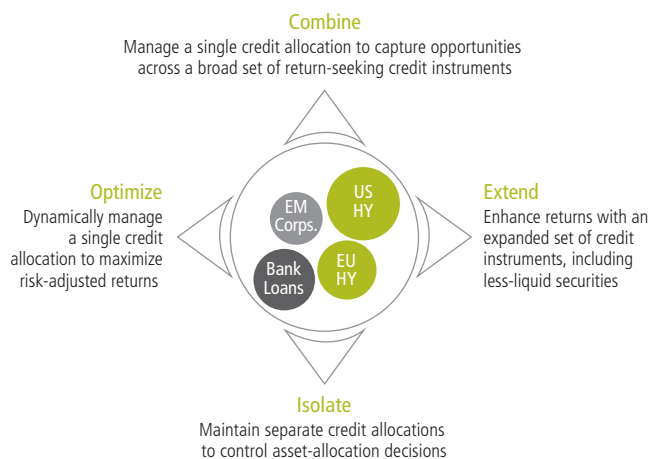 Combine
Manage a single credit allocation to capture opportunities
across a broad set of return-seeking credit instruments
Optimize
Dynamically manage
a single credit
allocation to maximize
risk-adjusted returns
US
HY
EM
Corps.
EU
HY
Bank
Loans
Extend
Enhance returns with an
expanded set of credit
instruments, including
less-liquid securities
Isolate
Maintain separate credit allocations
to control asset-allocation decisions